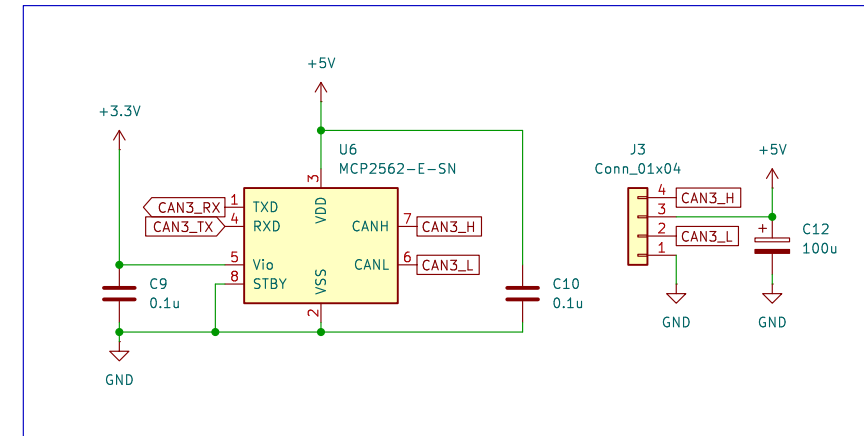 +5V
+3.3V
U6
MCP2562-E-SN
3
VDD
CAN3_RX 1 TXD
CAN3_TX 4 RXD
CANH 7 CAN3_H
5 Vio
CANL 6 CAN3_L
8 STBY
VSS
2
C9
0.1u
C10
0.1u
GND
J3
Conn_01x04
+5V
4 CAN3_H
3
2 CAN3_L
1
+
C12
100u
GND
GND